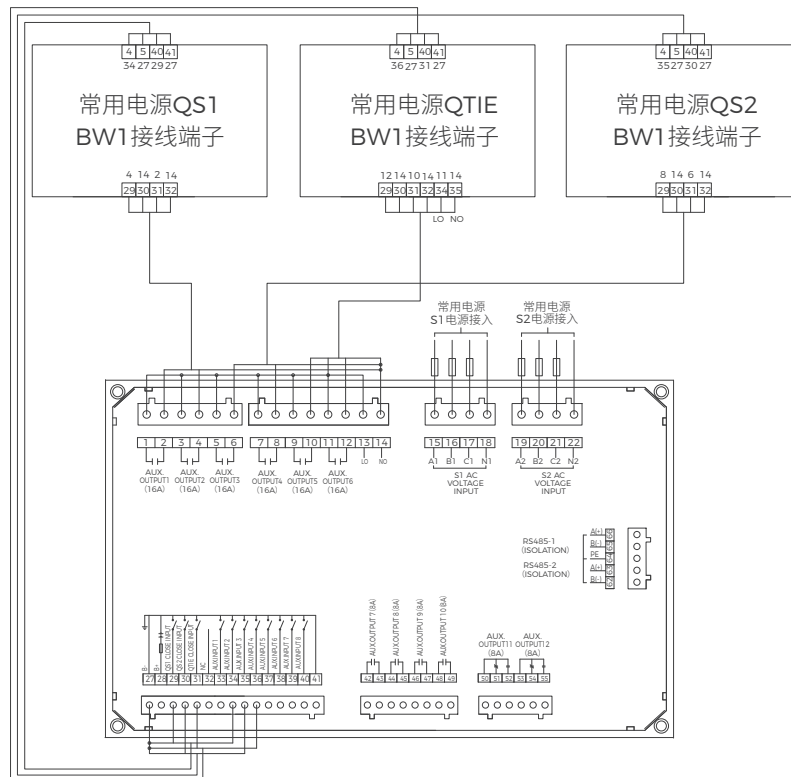 4 5 40 41
34 27 29 27
常用电源QS1
BW1接线端子
4 14 2 14
29 30 31 32
4 5 40 41
36 27 31 27
常用电源QTIE
BW1接线端子
12 14 10 14 11 14
29 30 31 32 34 35
LO NO
4 5 40 41
35 27 30 27
常用电源QS2
BW1接线端子
8 14 6 14
29 30 31 32
常用电源
S1电源接入
常用电源
S2电源接入
1 2 3 4 5 6
AUX.
OUTPUT1
(16A)
AUX.
OUTPUT2
(16A)
AUX.
OUTPUT3
(16A)
7 8 9 10 11 12 13 14
AUX.
OUTPUT4
(16A)
AUX.
OUTPUT5
(16A)
AUX.
OUTPUT6
(16A)
LO NO
15 16 17 18
A1 B1 C1 N1
S1 AC
VOLTAGE
INPUT
19 20 21 22
A2 B2 C2 N2
S2 AC
VOLTAGE
INPUT
RS485-1
(ISOLATION)
RS485-2
(ISOLATION)
A(+) 66
B(-) 65
PE 64
A(+) 63
B(-) 62
B-
B+
QS1 CLOSE INPUT
QS2 CLOSE INPUT
QTIE CLOSE INPUT
NC
AUX.INPUT 1
AUX.INPUT 2
AUX.INPUT 3
AUX.INPUT 4
AUX.INPUT 5
AUX.INPUT 6
AUX.INPUT 7
AUX.INPUT 8
27 28 29 30 31 32 33 34 35 36 37 38 39 40 41
AUX.OUTPUT 7 (8A)
AUX.OUTPUT 8 (8A)
AUX.OUTPUT 9 (8A)
AUX.OUTPUT 10 (8A)
42 43 44 45 46 47 48 49
AUX.
OUTPUT11
(8A)
AUX.
OUTPUT12
(8A)
50 51 52 53 54 55